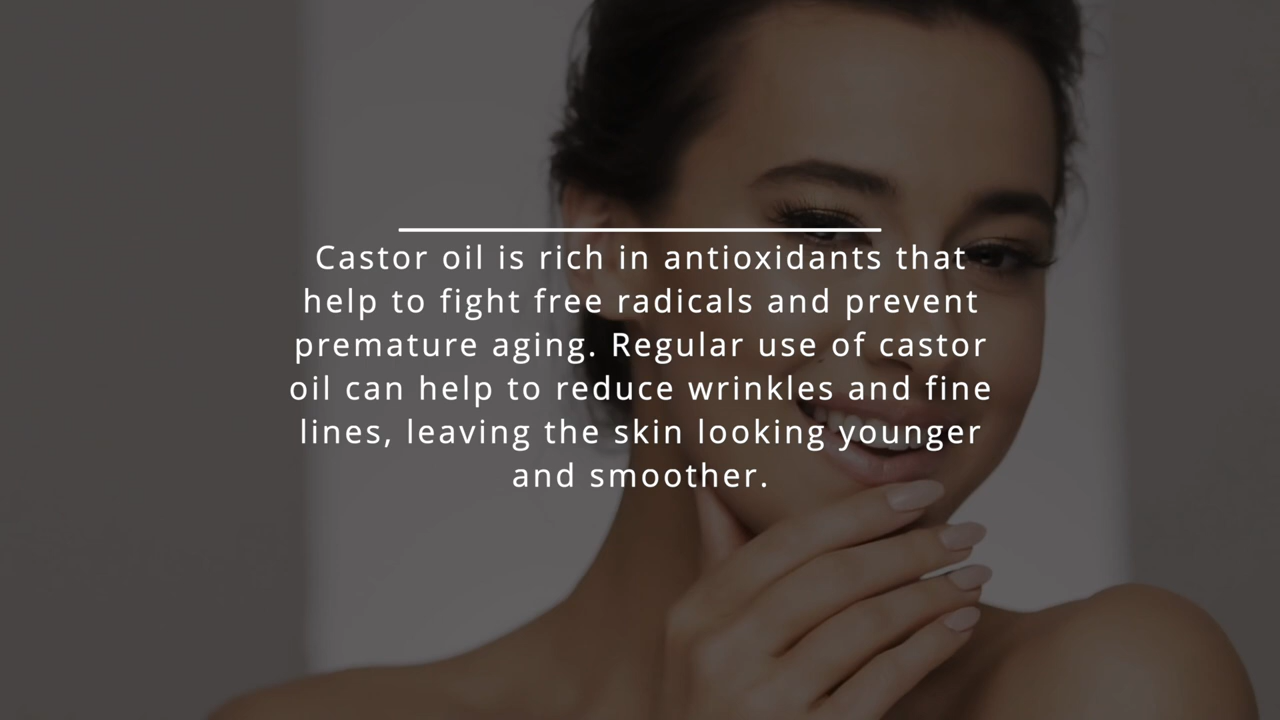 Castor oil is rich in antioxidants that
help to fight free radicals and prevent
premature aging. Regular use of castor
oil can help to reduce wrinkles and fine
lines, leaving the skin looking younger
and smoother.